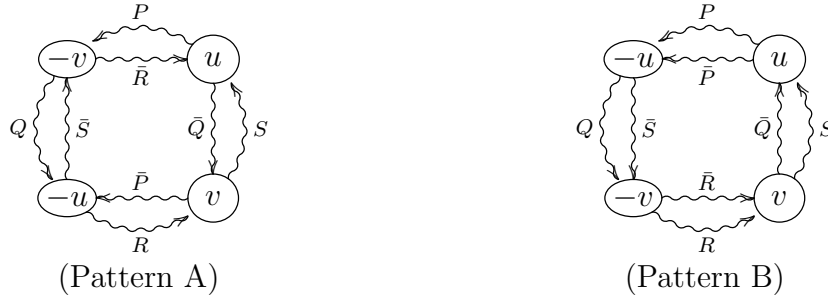 P P
−v u −u u
R̄ P̄
Q S̄ Q̄ S Q S̄ Q̄ S
P̄ R̄
−u v −v v
R R
(Pattern A) (Pattern B)